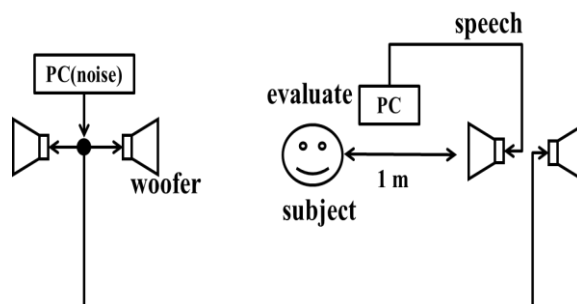 speech
PC(noise)
evaluate
PC
woofer
1 m
subject